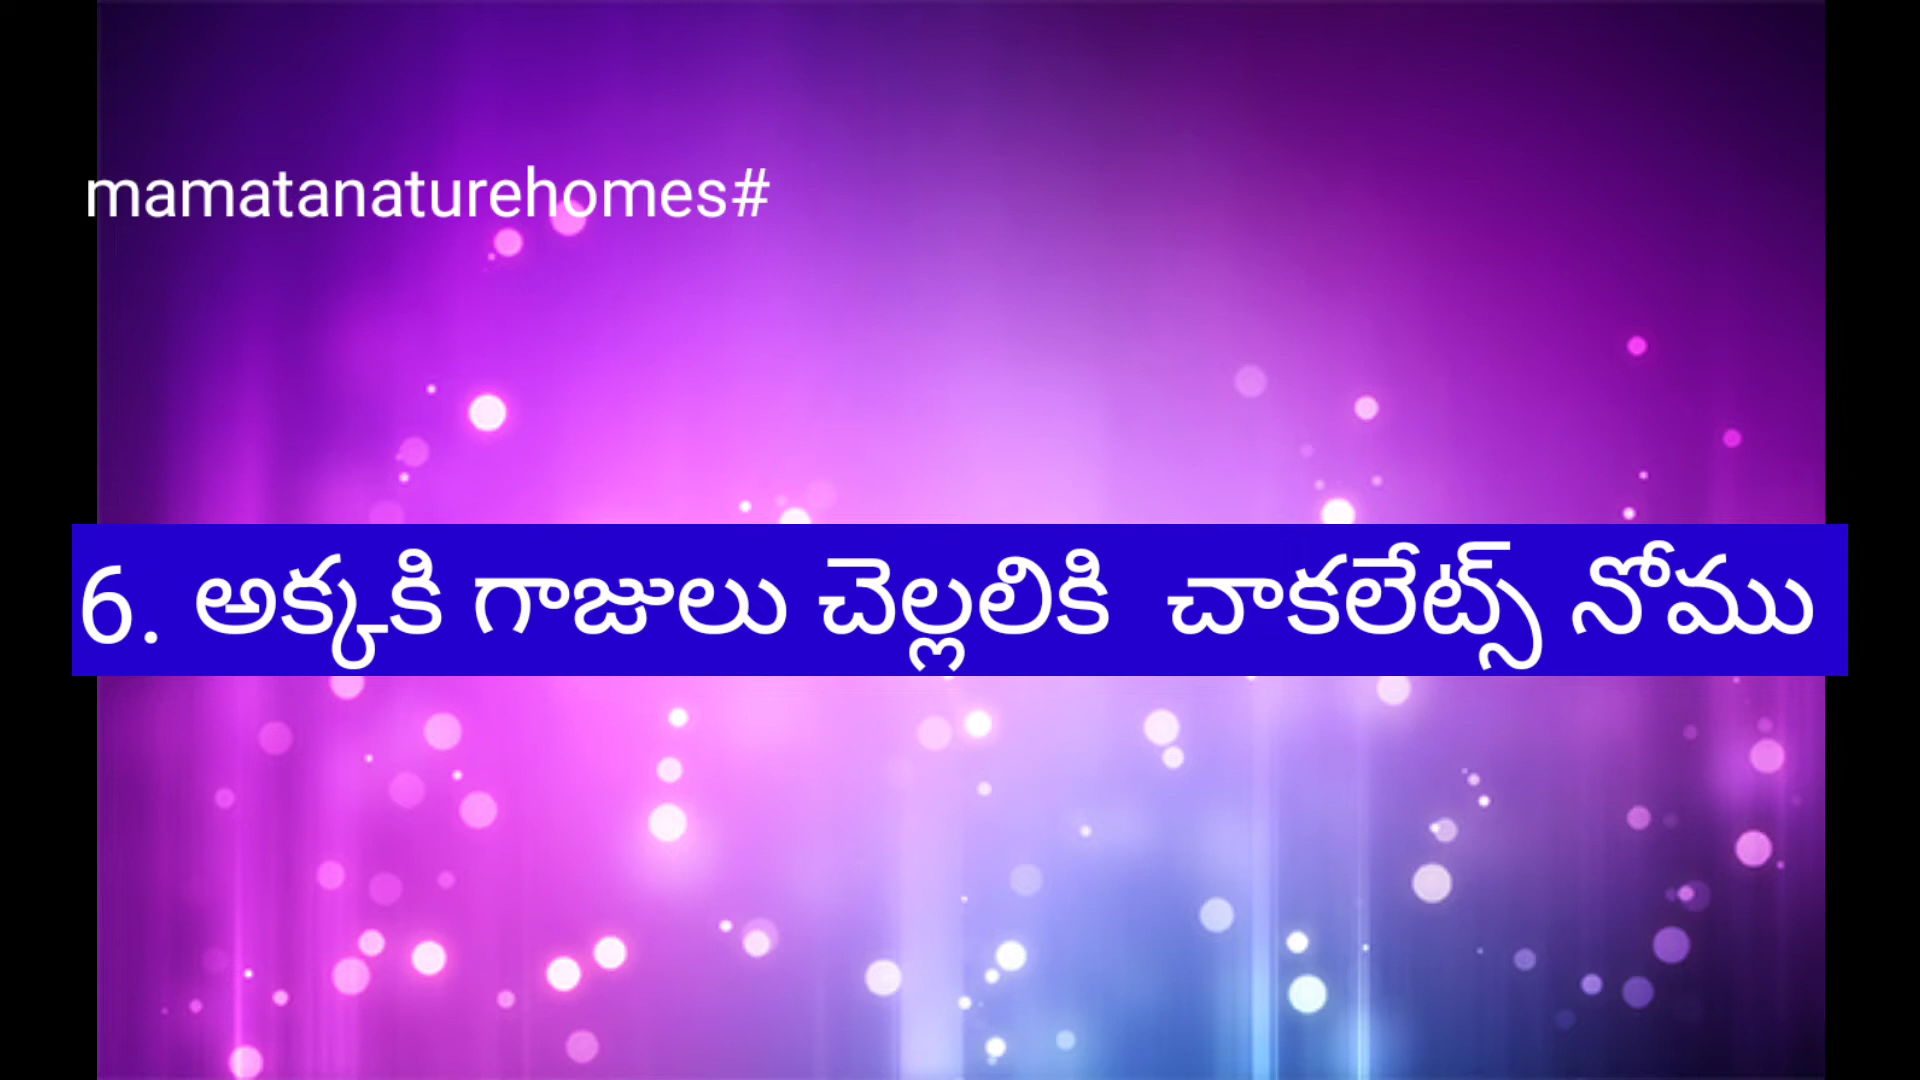 mamatanaturehomes#
6. అక్కకి గాజులు చెల్లలికి చాకలేట్స్ నోము